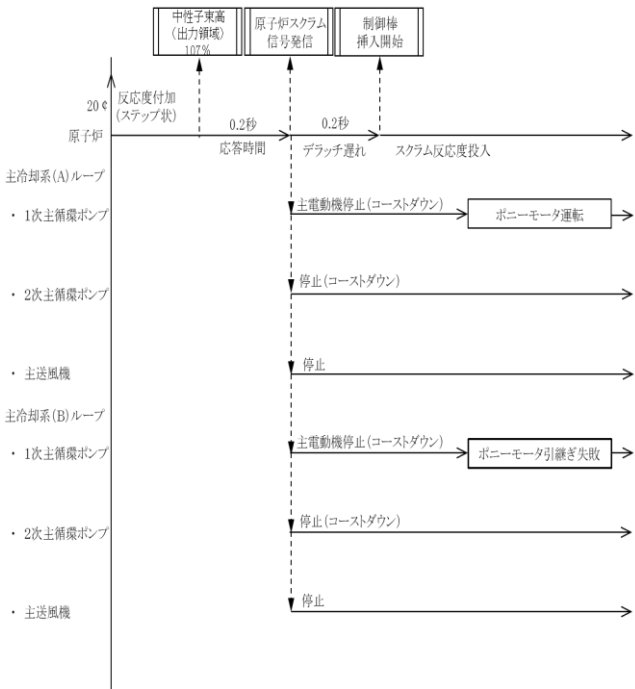 中性子束高
(出力領域)
107%
原子炉スクラム
信号発信
制御棒
挿入開始
20 ¢
反応度付加
(ステップ状)
0.2秒
0.2秒
原子炉
応答時間
デラッチ遅れ
スクラム反応度投入
主冷却系(A)ループ
・ 1次主循環ポンプ
主電動機停止(コーストダウン)
ポニーモータ運転
・ 2次主循環ポンプ
停止(コーストダウン)
・ 主送風機
停止
主冷却系(B)ループ
・ 1次主循環ポンプ
主電動機停止(コーストダウン)
ポニーモータ引継ぎ失敗
・ 2次主循環ポンプ
停止(コーストダウン)
・ 主送風機
停止